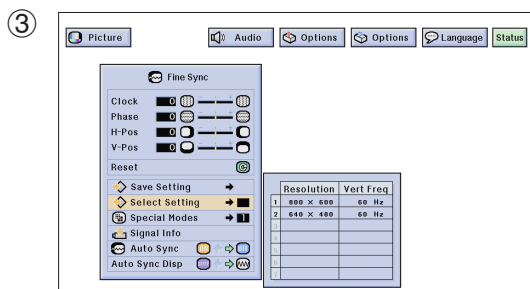 ③
Picture Audio Options Options Language Status
Fine Sync
Clock 0
Phase 0
H-Pos 0
V-Pos 0
Reset
Save Setting
Select Setting
Special Modes 1
Signal Info
Auto Sync
Auto Sync Disp
Resolution Vert Freq
1 800 × 600 60 Hz
2 640 × 480 60 Hz
3
4
5
6
7